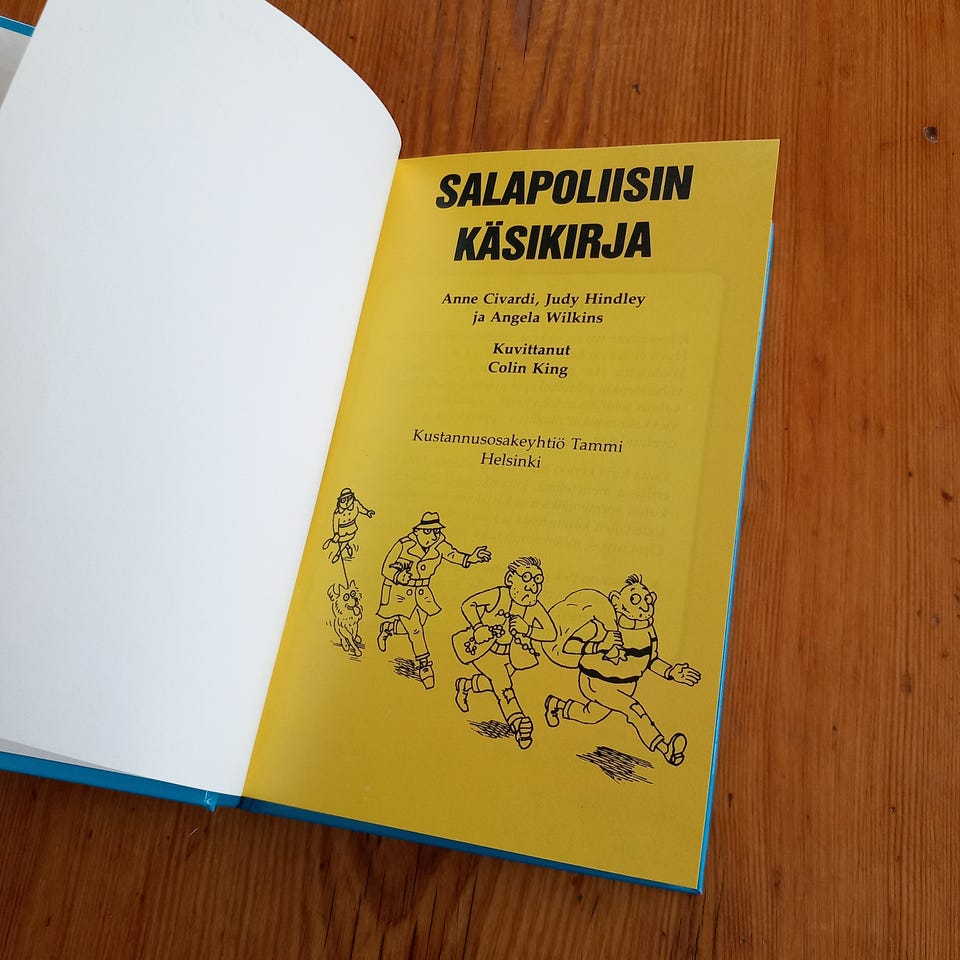 SALAPOLIISIN
KÄSIKIRJA
Anne Civardi, Judy Hindley
ja Angela Wilkins
Kuvittanut
Colin King
Kustannusosakeyhtiö Tammi
Helsinki